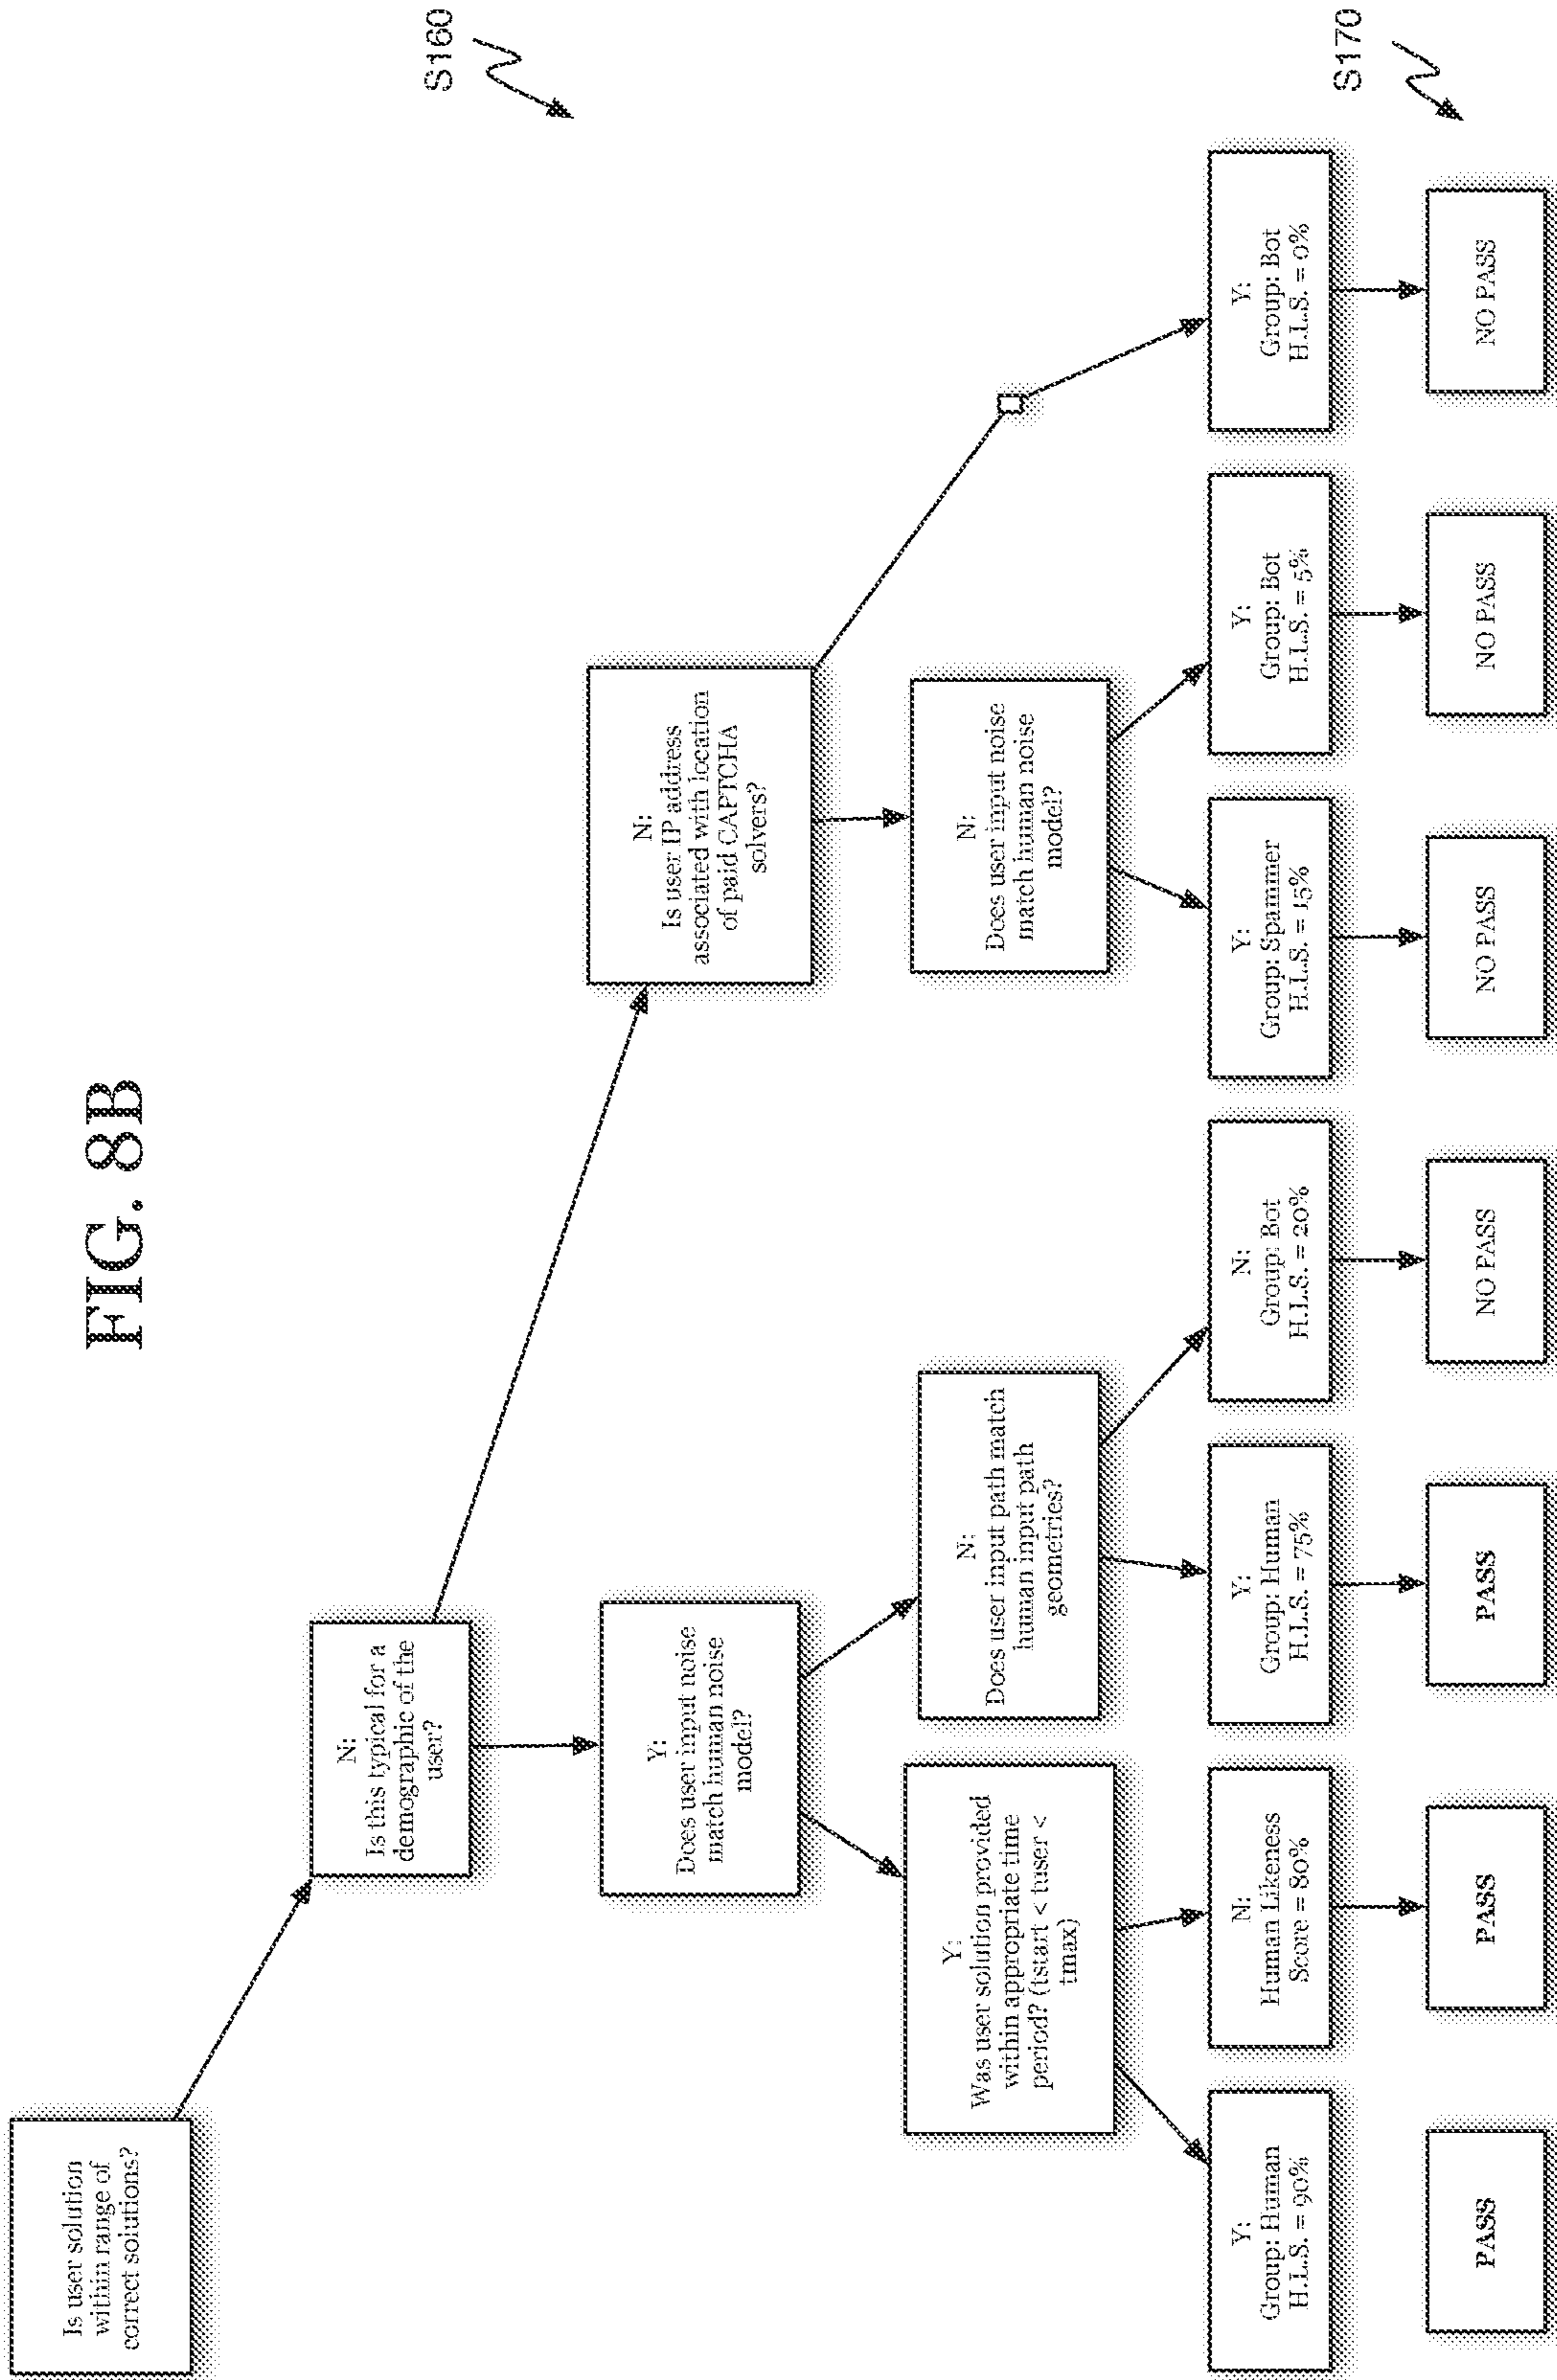 FIG. 8B
S160
Is user solution
within range of
correct solutions?
N:
Is this typical for a
demographic of the
user?
Y:
Does user input noise
match human noise
model?
N:
Is user IP address
associated with location
of paid CAPTCHA
solvers?
Y:
Was user solution provided
within appropriate time
period? (tstart < tuser <
tmax)
N:
Does user input path match
human input path
geometries?
N:
Does user input noise
match human noise
model?
Y:
Group: Human
H.L.S. = 90%
N:
Human Likeness
Score = 80%
Y:
Group: Human
H.L.S. = 75%
N:
Group: Bot
H.L.S. = 20%
Y:
Group: Spammer
H.L.S. = 15%
Y:
Group: Bot
H.L.S. = 5%
Y:
Group: Bot
H.L.S. = 0%
S170
PASS
PASS
PASS
NO PASS
NO PASS
NO PASS
NO PASS